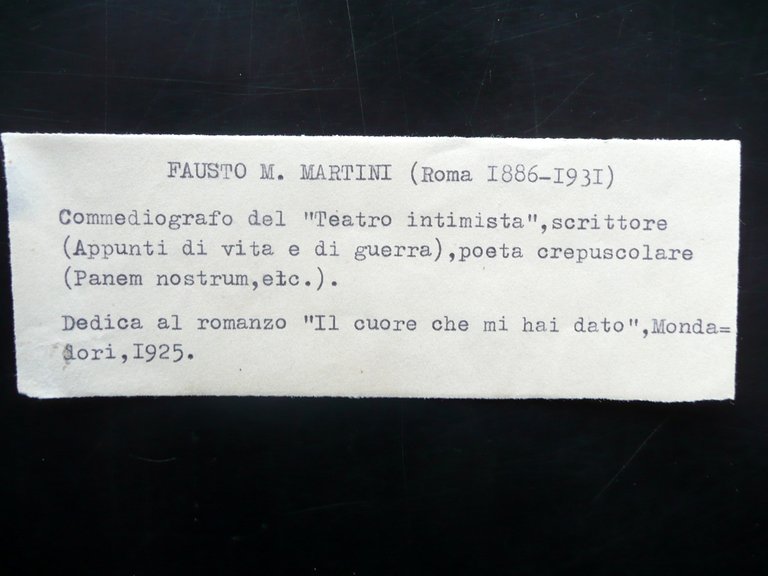 FAUSTO M. MARTINI (Roma I886-I93I)
Commediografo del "Teatro intimista",scrittore
(Appunti di vita e di guerra),poeta crepuscolare
(Panem nostrum,etc.).
Dedica al romanzo "Il cuore che mi hai dato",Monda=
dori,I925.